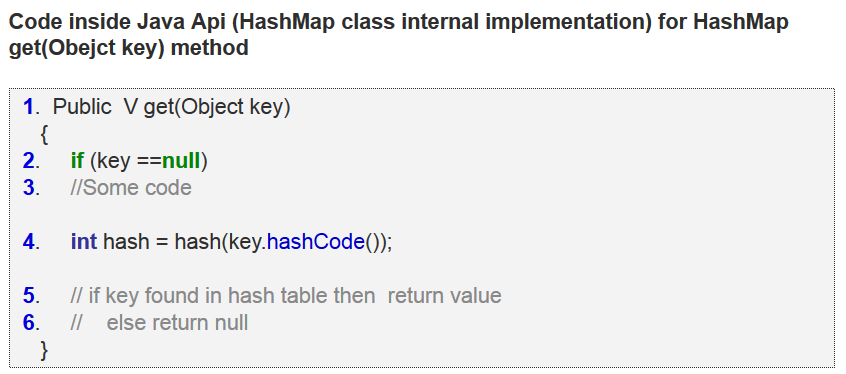 Code inside Java Api (HashMap class internal implementation) for HashMap
get(Obejct key) method
1. Public V get(Object key)
{
2. if (key ==null)
3. //Some code
4. int hash = hash(key.hashCode());
5. // if key found in hash table then return value
6. // else return null
}